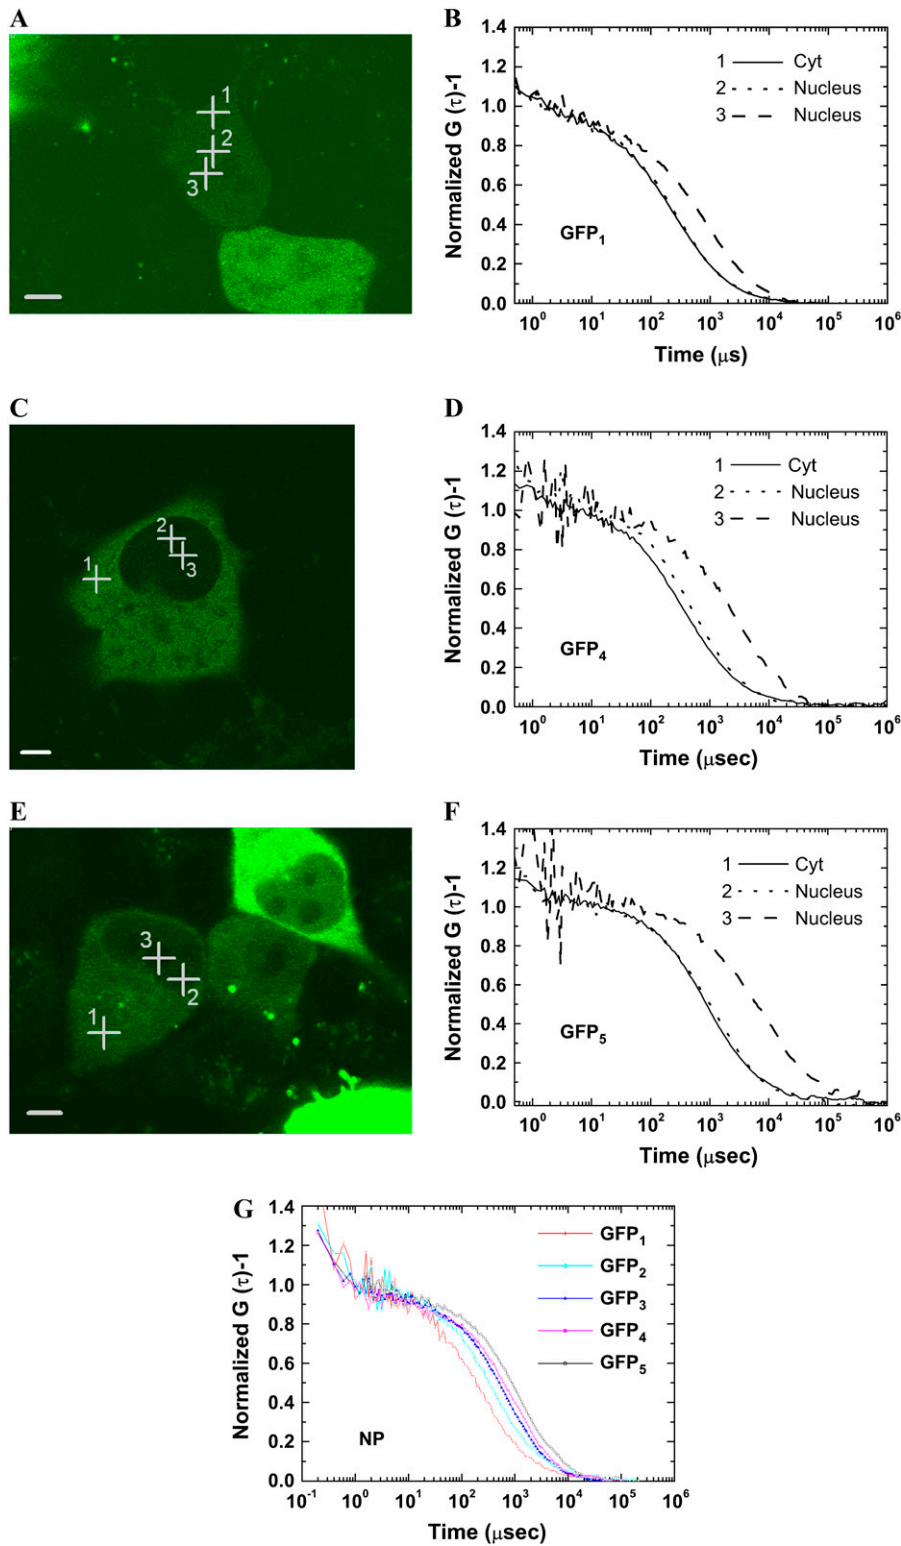 A
1
2
3
B
Normalized G (τ)-1
1.4
1.2
1.0
0.8
0.6
0.4
0.2
0.0
1 Cyt
2 Nucleus
3 Nucleus
GFP1
10^0 10^1 10^2 10^3 10^4 10^5 10^6
Time (μs)
C
1
2
3
D
Normalized G (τ)-1
1.4
1.2
1.0
0.8
0.6
0.4
0.2
0.0
1 Cyt
2 Nucleus
3 Nucleus
GFP4
10^0 10^1 10^2 10^3 10^4 10^5 10^6
Time (μsec)
E
3
2
1
F
Normalized G (τ)-1
1.4
1.2
1.0
0.8
0.6
0.4
0.2
0.0
1 Cyt
2 Nucleus
3 Nucleus
GFP5
10^0 10^1 10^2 10^3 10^4 10^5 10^6
Time (μsec)
G
Normalized G (τ)-1
1.4
1.2
1.0
0.8
0.6
0.4
0.2
0.0
GFP1
GFP2
GFP3
GFP4
GFP5
NP
10^-1 10^0 10^1 10^2 10^3 10^4 10^5 10^6
Time (μsec)